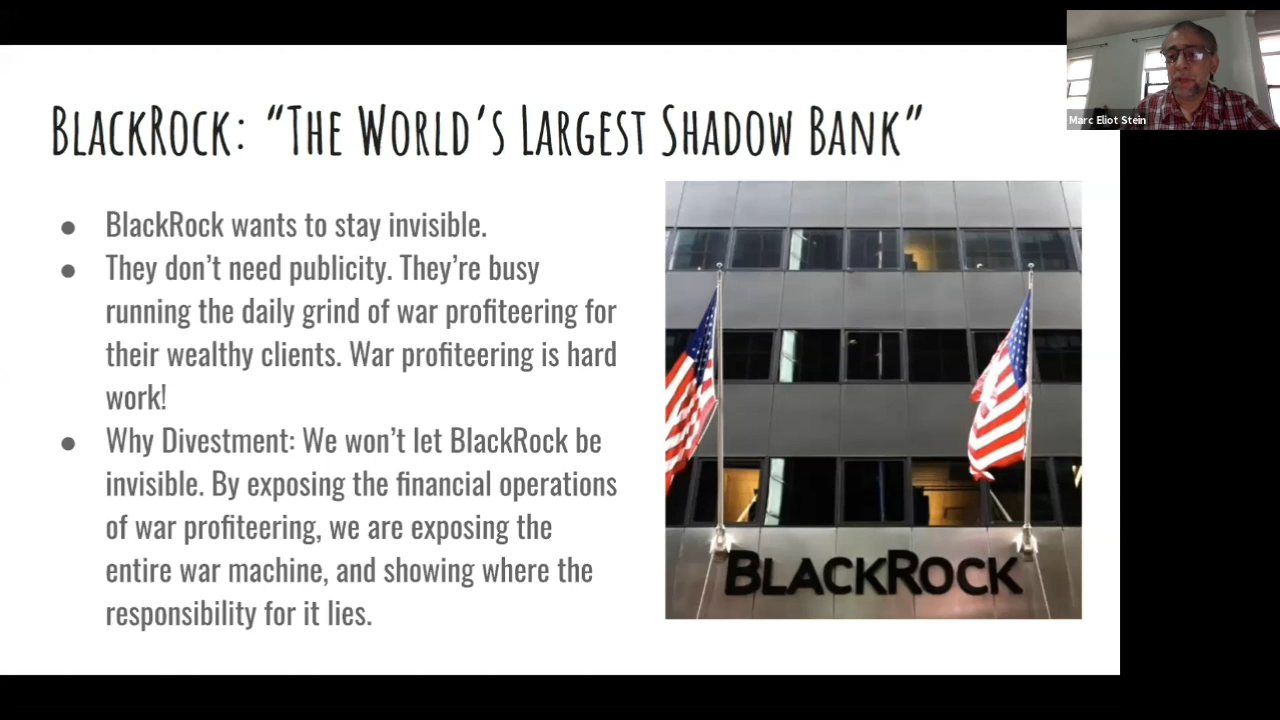 BlackRock: “The World’s Largest Shadow Bank”
● BlackRock wants to stay invisible.
● They don’t need publicity. They’re busy
running the daily grind of war profiteering for
their wealthy clients. War profiteering is hard
work!
● Why Divestment: We won’t let BlackRock be
invisible. By exposing the financial operations
of war profiteering, we are exposing the
entire war machine, and showing where the
responsibility for it lies.
BLACKROCK
Marc Eliot Stein